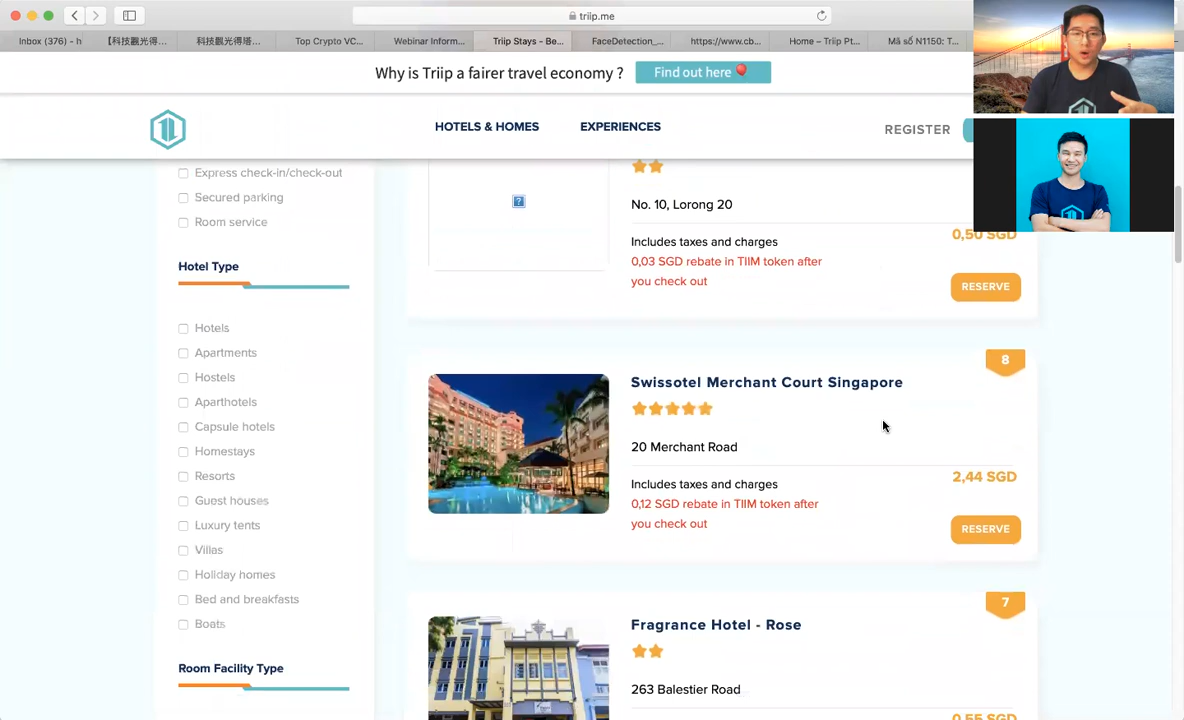 triip.me
Inbox (376) – h
【科技觀光得...
科技觀光得塔...
Top Crypto VC...
Webinar Inform...
Triip Stays - Be...
FaceDetection_...
https://www.cb...
Home – Triip Pt...
Mã số N1150: T...
Why is Triip a fairer travel economy ?
Find out here
HOTELS & HOMES
EXPERIENCES
REGISTER
Express check-in/check-out
Secured parking
Room service
Hotel Type
Hotels
Apartments
Hostels
Aparthotels
Capsule hotels
Homestays
Resorts
Guest houses
Luxury tents
Villas
Holiday homes
Bed and breakfasts
Boats
Room Facility Type
No. 10, Lorong 20
Includes taxes and charges
0,03 SGD rebate in TIIM token after
you check out
0,50 SGD
RESERVE
8
Swissotel Merchant Court Singapore
20 Merchant Road
Includes taxes and charges
0,12 SGD rebate in TIIM token after
you check out
2,44 SGD
RESERVE
7
Fragrance Hotel - Rose
263 Balestier Road
0,55 SGD